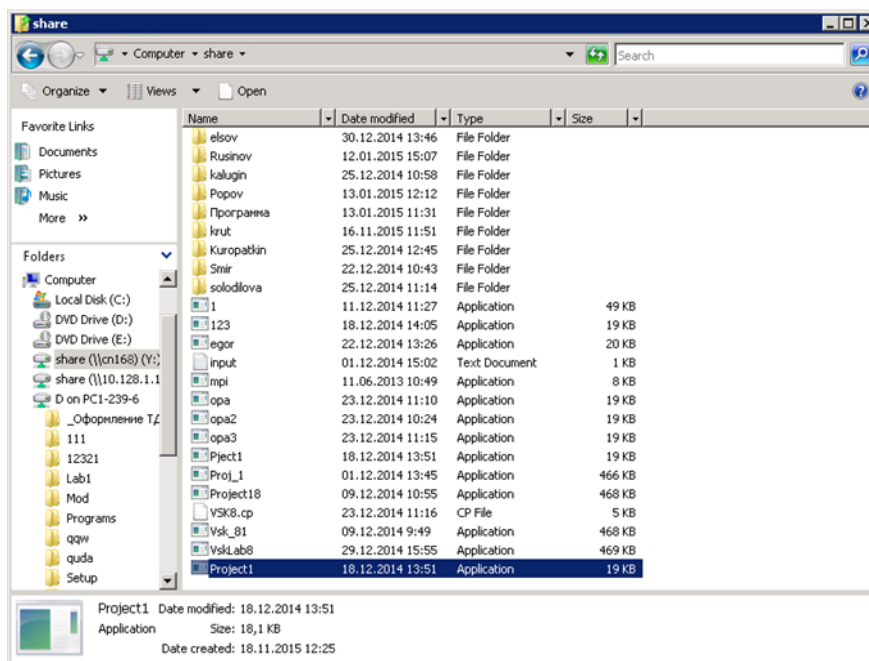 share
Computer share
Search
Organize Views Open
Favorite Links
Documents
Pictures
Music
More >>
Folders
Computer
Local Disk (C:)
DVD Drive (D:)
DVD Drive (E:)
share (\\cn168) (Y:)
share (\\10.128.1.1
D on PC1-239-6
_Оформление ТД
111
12321
Lab1
Mod
Programs
qqw
quda
Setup
Name Date modified Type Size
elsov 30.12.2014 13:46 File Folder
Rusinov 12.01.2015 15:07 File Folder
kalugin 25.12.2014 10:58 File Folder
Popov 13.01.2015 12:12 File Folder
Программа 13.01.2015 11:31 File Folder
krut 16.11.2015 11:51 File Folder
Kuropatkin 25.12.2014 12:45 File Folder
Smir 22.12.2014 10:43 File Folder
solodilova 25.12.2014 11:14 File Folder
1 11.12.2014 11:27 Application 49 KB
123 18.12.2014 14:05 Application 19 KB
egor 22.12.2014 13:26 Application 20 KB
input 01.12.2014 15:02 Text Document 1 KB
mpi 11.06.2013 10:49 Application 8 KB
opa 23.12.2014 11:10 Application 19 KB
opa2 23.12.2014 10:24 Application 19 KB
opa3 23.12.2014 11:15 Application 19 KB
Pject1 18.12.2014 13:51 Application 19 KB
Proj_1 01.12.2014 13:45 Application 466 KB
Project18 09.12.2014 10:55 Application 468 KB
VSK8.cp 23.12.2014 11:16 CP File 5 KB
Vsk_81 09.12.2014 9:49 Application 468 KB
VskLab8 29.12.2014 15:55 Application 469 KB
Project1 18.12.2014 13:51 Application 19 KB
Project1 Date modified: 18.12.2014 13:51
Application Size: 18,1 KB
Date created: 18.11.2015 12:25